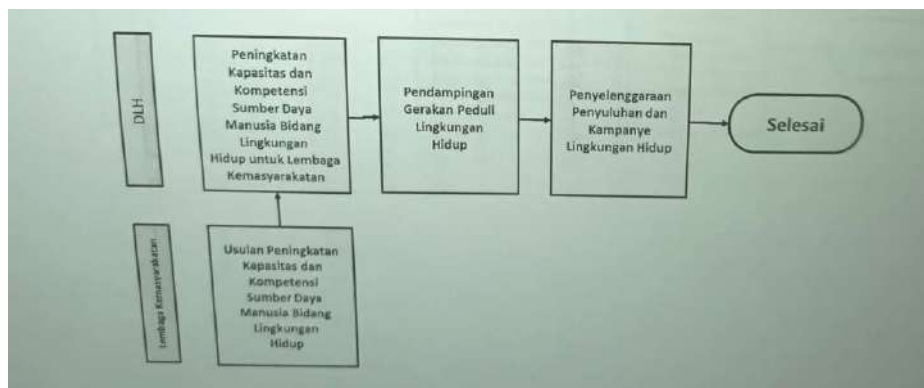 DLH
Peningkatan
Kapasitas dan
Kompetensi
Sumber Daya
Manusia Bidang
Lingkungan
Hidup untuk Lembaga
Kemasyarakatan
Pendampingan
Gerakan Peduli
Lingkungan
Hidup
Penyelenggaraan
Penyuluhan dan
Kampanye
Lingkungan Hidup
Selesai
Lembaga Kemasyarakatan
Usulan Peningkatan
Kapasitas dan
Kompetensi
Sumber Daya
Manusia Bidang
Lingkungan
Hidup